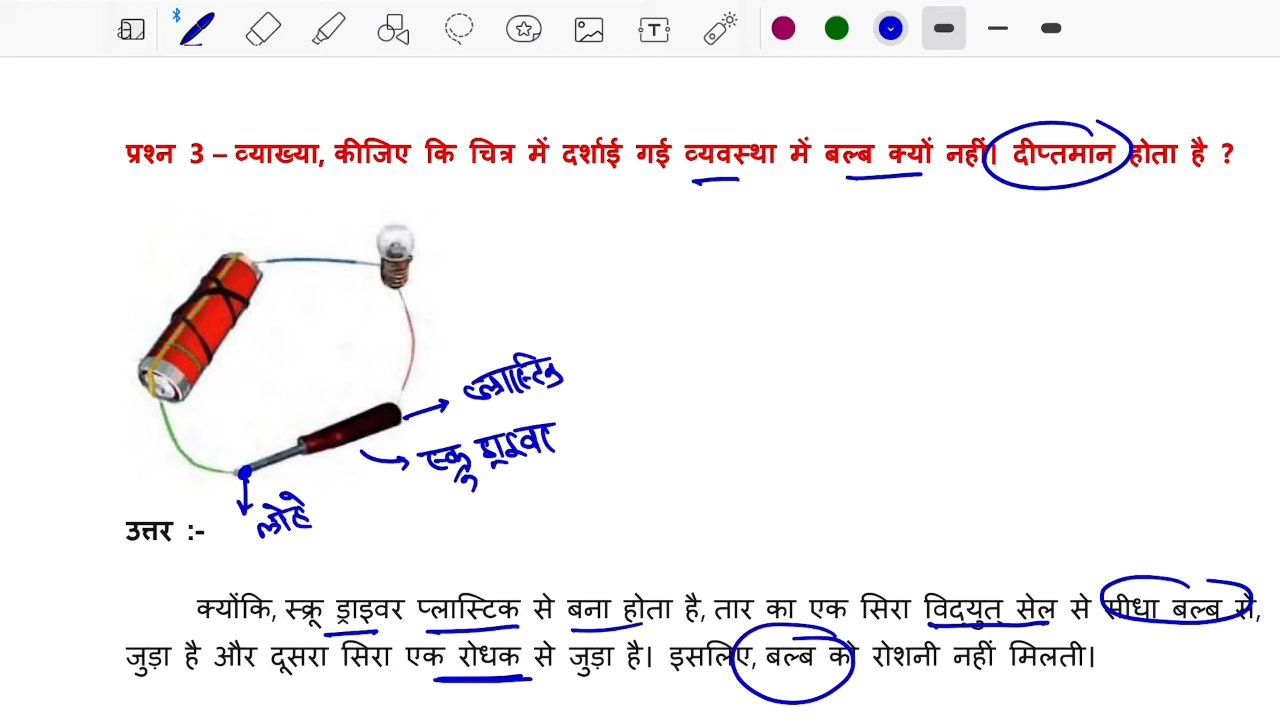 प्रश्न 3 – व्याख्या, कीजिए कि चित्र में दर्शाई गई व्यवस्था में बल्ब क्यों नहीं। दीप्तमान होता है ?
प्लास्टिक
स्क्रू ड्राइवर
लोहे
उत्तर :-
क्योंकि, स्क्रू ड्राइवर प्लास्टिक से बना होता है, तार का एक सिरा विद्युत् सेल से सीधा बल्ब से,
जुड़ा है और दूसरा सिरा एक रोधक से जुड़ा है। इसलिए, बल्ब को रोशनी नहीं मिलती।